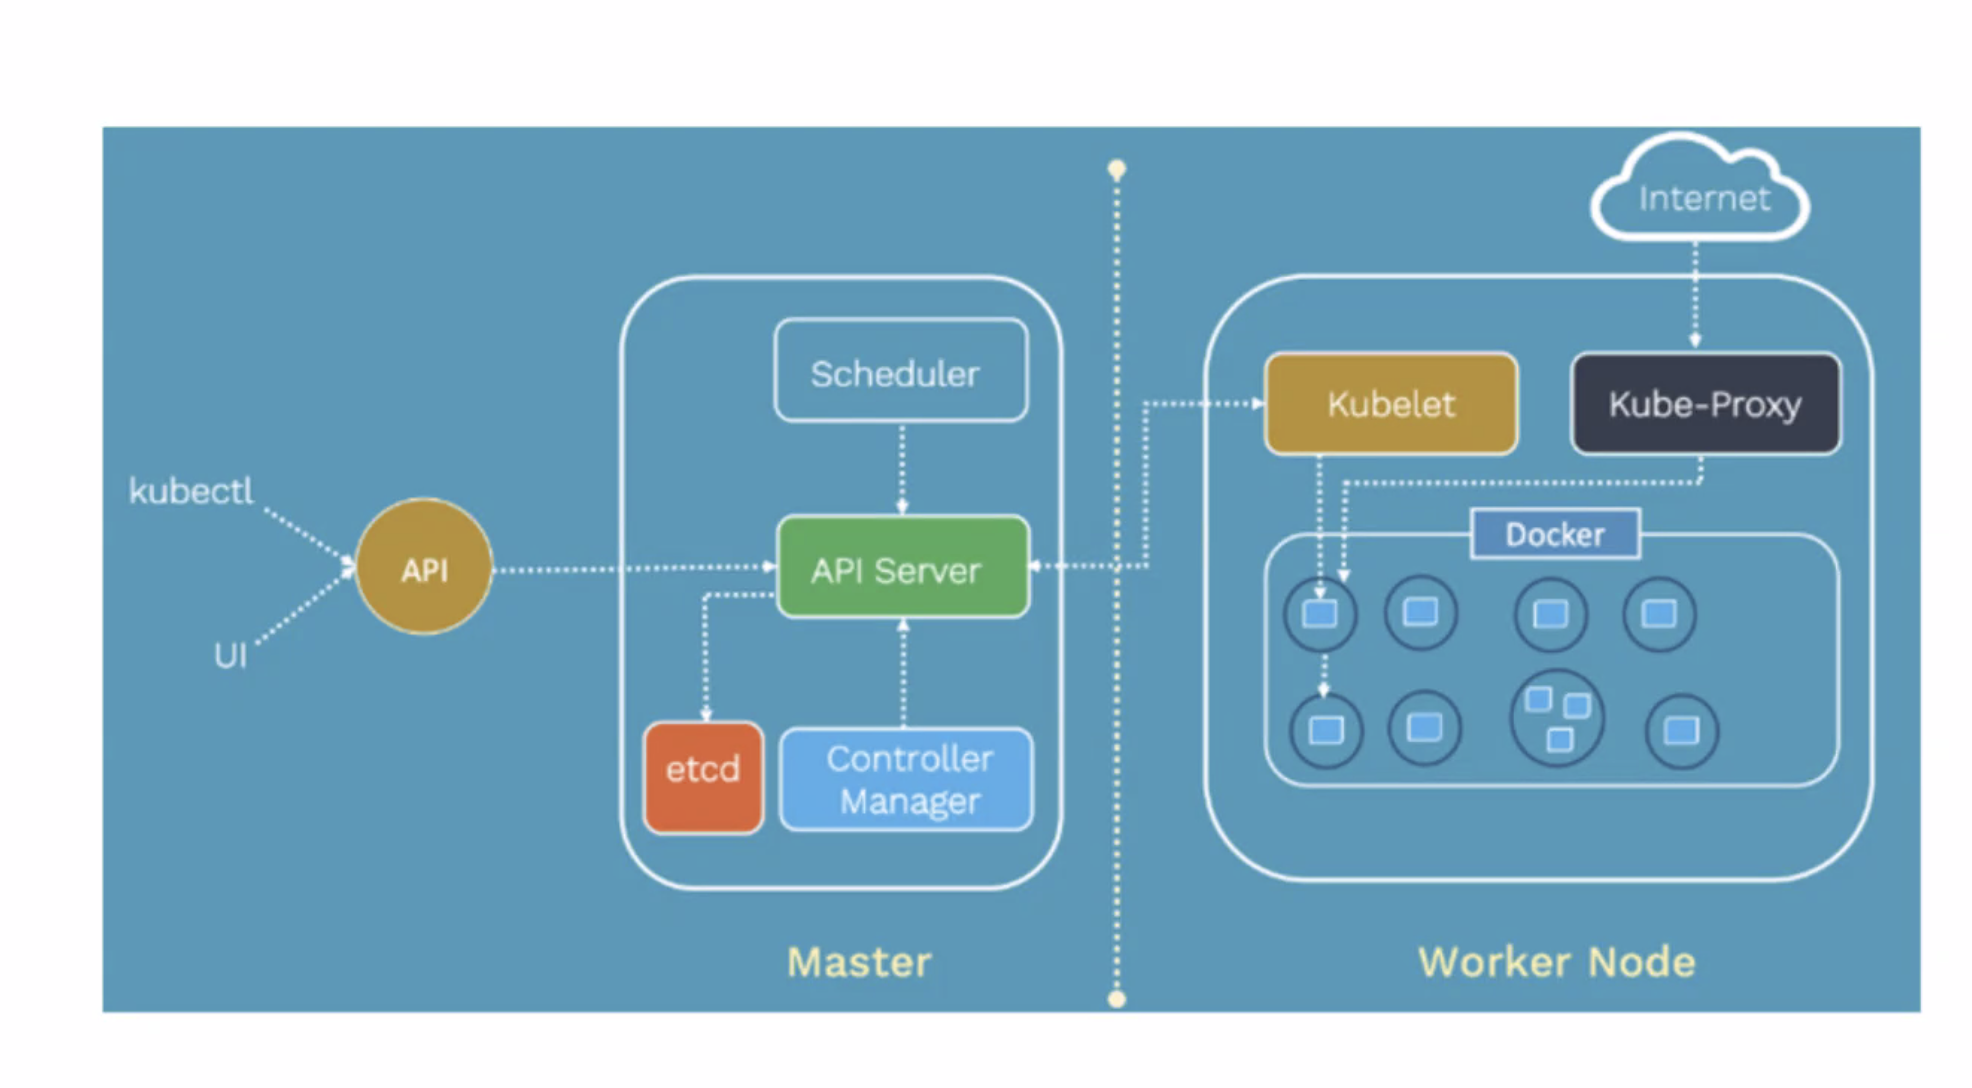 Internet
Scheduler
Kubelet
Kube-Proxy
kubectl
API
API Server
Docker
UI
etcd
Controller
Manager
Master
Worker Node